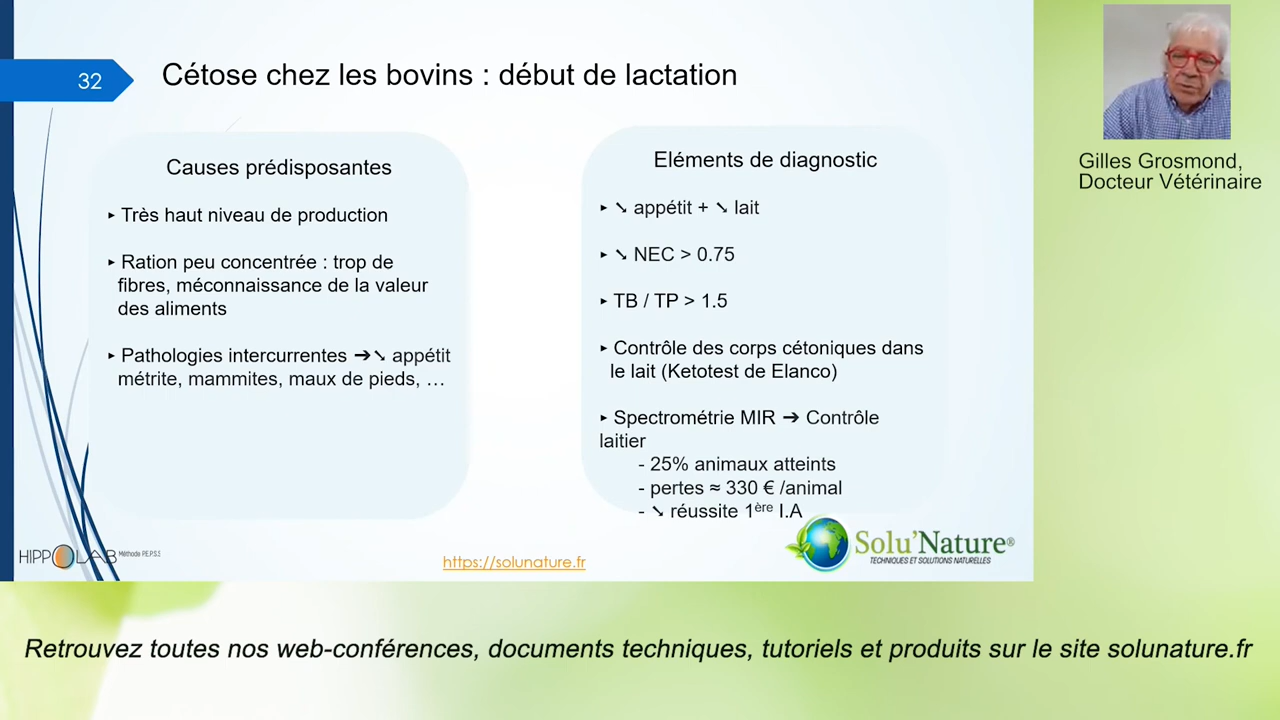 32
Cétose chez les bovins : début de lactation
Causes prédisposantes
▸ Très haut niveau de production
▸ Ration peu concentrée : trop de
fibres, méconnaissance de la valeur
des aliments
▸ Pathologies intercurrentes ➔➘ appétit
métrite, mammites, maux de pieds, …
Eléments de diagnostic
▸ ➘ appétit + ➘ lait
▸ ➘ NEC > 0.75
▸ TB / TP > 1.5
▸ Contrôle des corps cétoniques dans
le lait (Ketotest de Elanco)
▸ Spectrométrie MIR ➔ Contrôle
laitier
- 25% animaux atteints
- pertes ≈ 330 € /animal
- ➘ réussite 1ère I.A
HIPPOLAB Méthode P.E.P.S.S
https://solunature.fr
Solu'Nature®
TECHNIQUES ET SOLUTIONS NATURELLES
Gilles Grosmond,
Docteur Vétérinaire
Retrouvez toutes nos web-conférences, documents techniques, tutoriels et produits sur le site solunature.fr